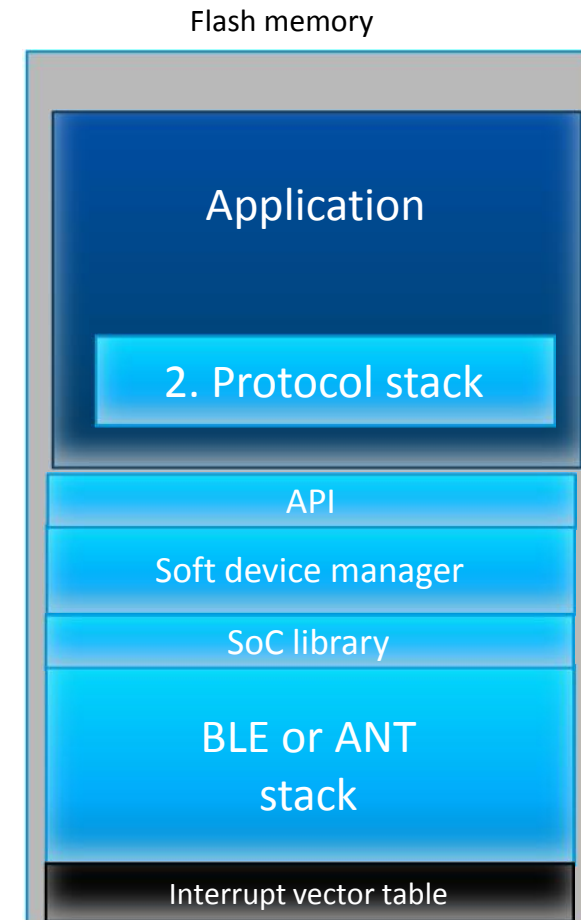 Flash memory
Application
2. Protocol stack
API
Soft device manager
SoC library
BLE or ANT
stack
Interrupt vector table